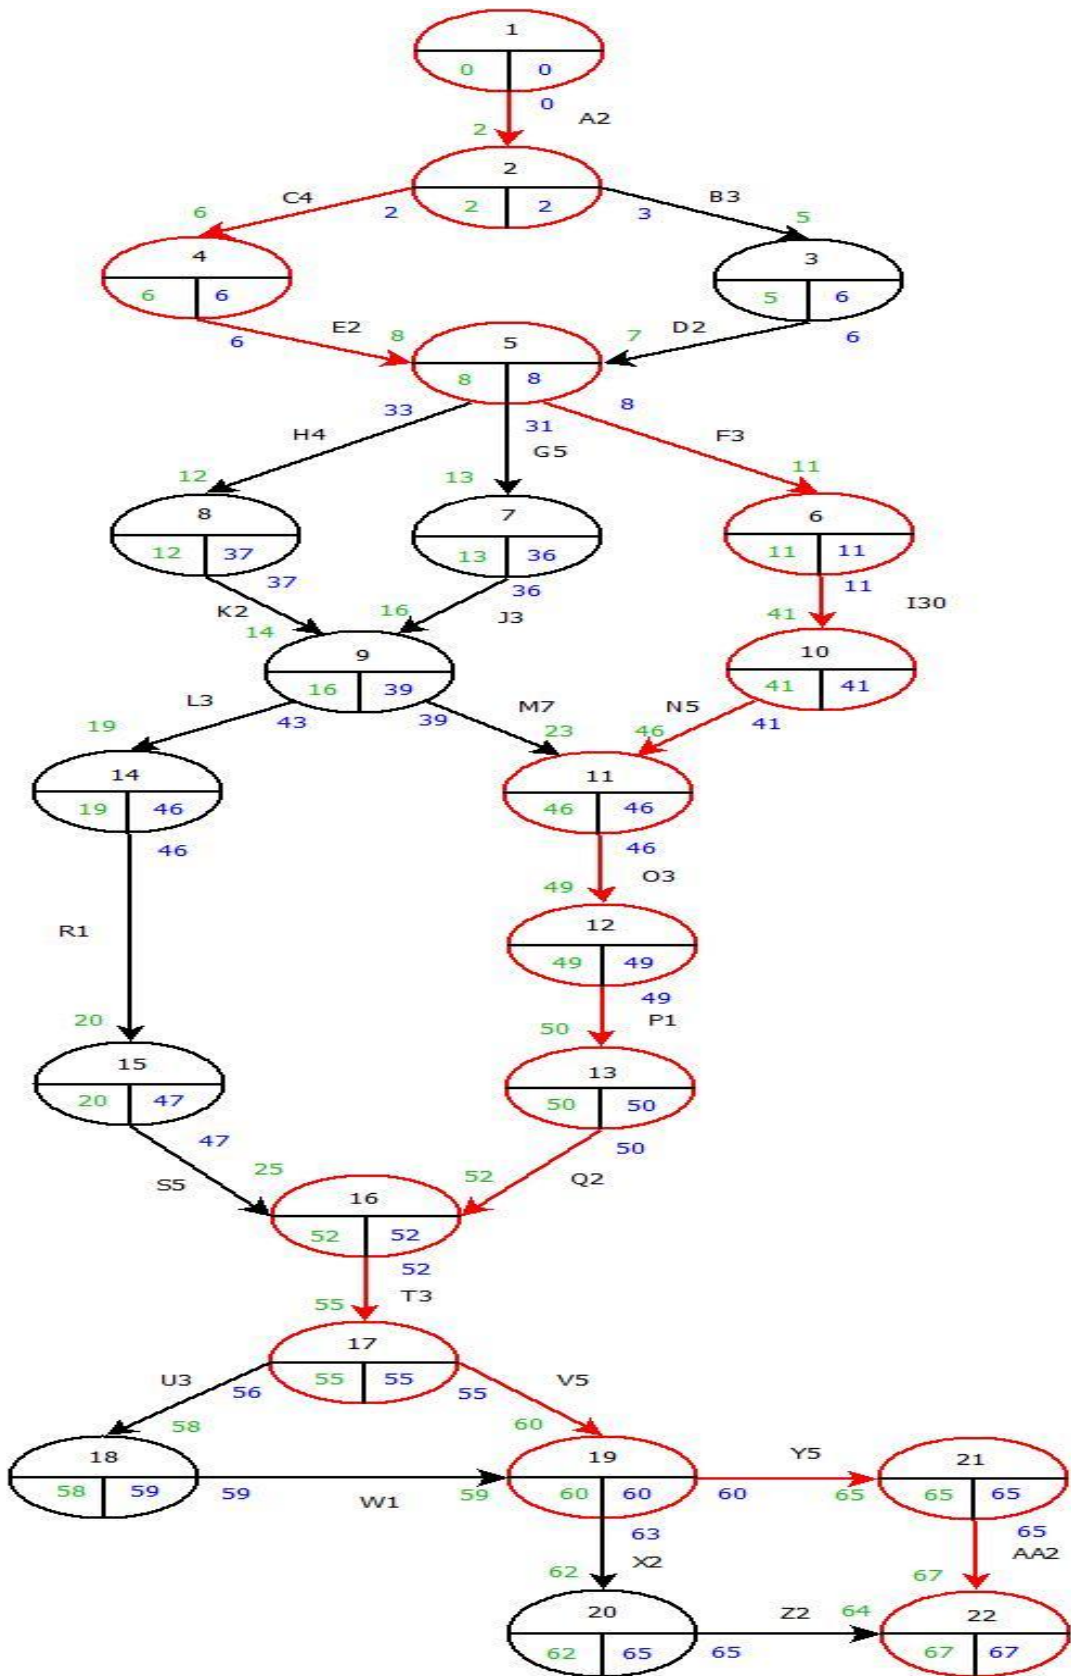 1
0 0
0
A2
2
2
C4 B3
6 2 2 2 3 5
4 3
6 6 5 6
E2 8 5 7 D2
6 6
8 8
33 8
H4 31 F3
G5
12 13 11
8 7 6
12 37 13 36 11 11
37 36 11
K2 16 J3 41 I30
14
9 10
16 39 41 41
L3 M7 N5
19 43 39 23 46 41
14 11
19 46 46 46
46 46
O3
49
12
R1
49 49
49
20 50 P1
15 13
20 47 50 50
47 50
S5 25 52 Q2
16
52 52
52
55 T3
17
55 55
U3 56 55 V5
58 60
18 19 Y5 21
58 59 59 W1 59 60 60 60 65 65 65
63 65
62 X2 67 AA2
20 Z2 64 22
62 65 65 67 67